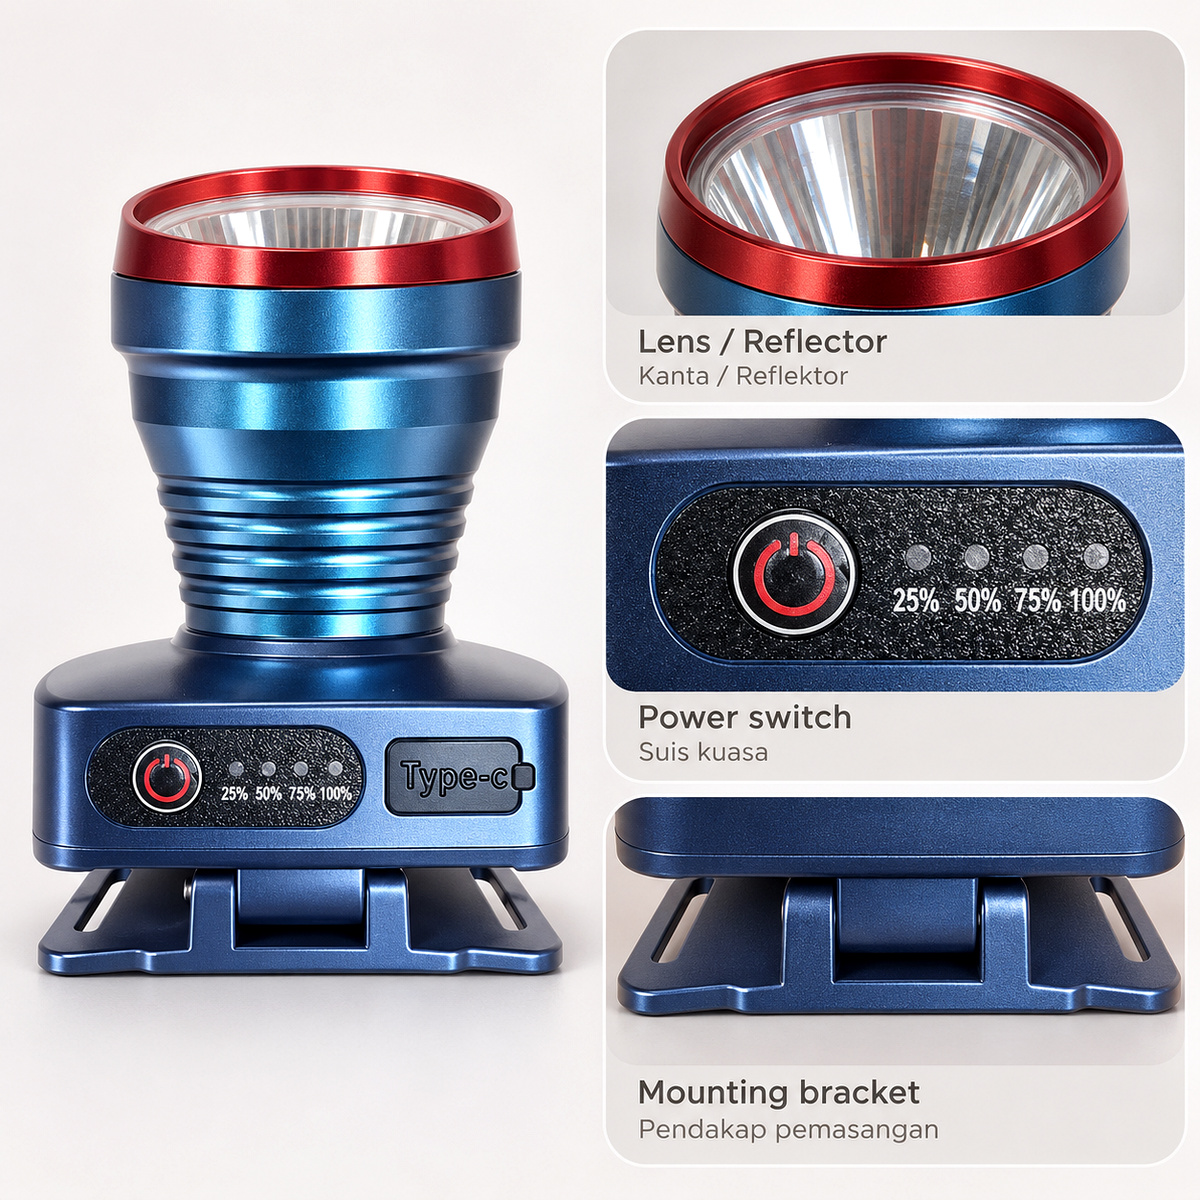 25% 50% 75% 100%
Type-c
Lens / Reflector
Kanta / Reflektor
25% 50% 75% 100%
Power switch
Suis kuasa
Mounting bracket
Pendakap pemasangan